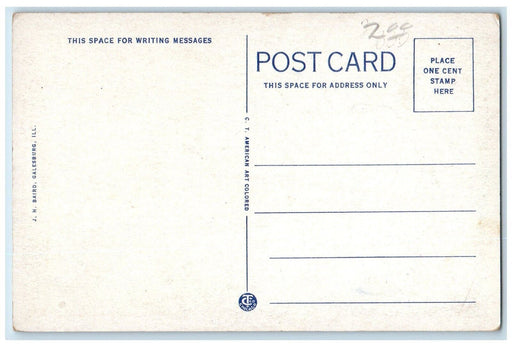 THIS SPACE FOR WRITING MESSAGES
J. N. BAIRD, GALESBURG, ILL.
C. T. AMERICAN ART COLORED
2.00
POST CARD
THIS SPACE FOR ADDRESS ONLY
PLACE
ONE CENT
STAMP
HERE